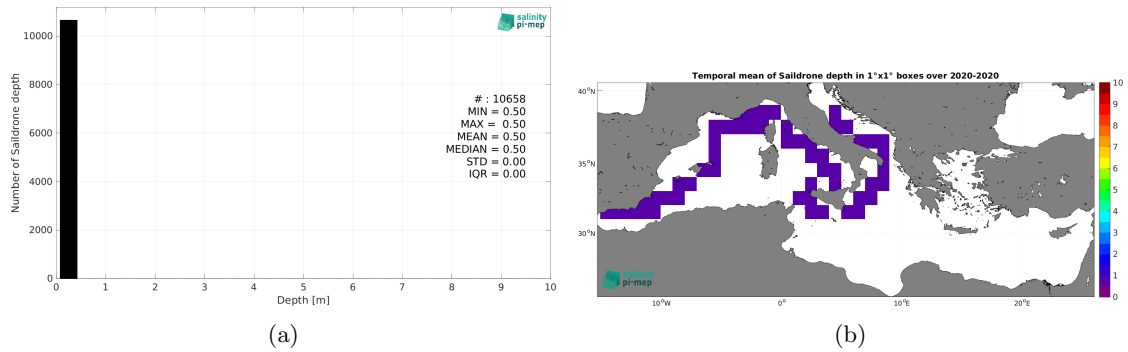 salinity
pi-mep
Number of Saildrone depth
10000
8000
6000
4000
2000
0
# : 10658
MIN = 0.50
MAX = 0.50
MEAN = 0.50
MEDIAN = 0.50
STD = 0.00
IQR = 0.00
0 1 2 3 4 5 6 7 8 9 10
Depth [m]
(a)
Temporal mean of Saildrone depth in 1°x1° boxes over 2020-2020
40°N
35°N
30°N
10°W 0° 10°E 20°E
salinity
pi-mep
10
9
8
7
6
5
4
3
2
1
0
(b)